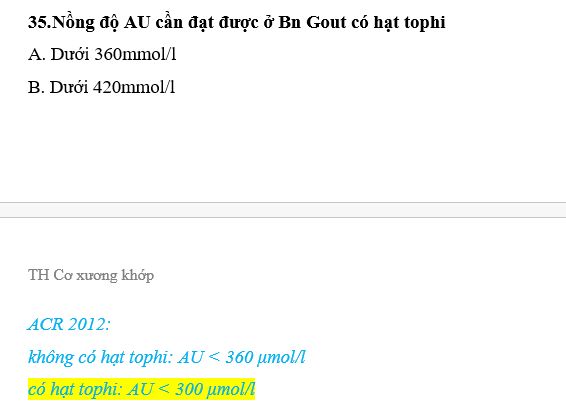 35.Nồng độ AU cần đạt được ở Bn Gout có hạt tophi
A. Dưới 360mmol/l
B. Dưới 420mmol/l
TH Cơ xương khớp
ACR 2012:
không có hạt tophi: AU < 360 µmol/l
có hạt tophi: AU < 300 µmol/l